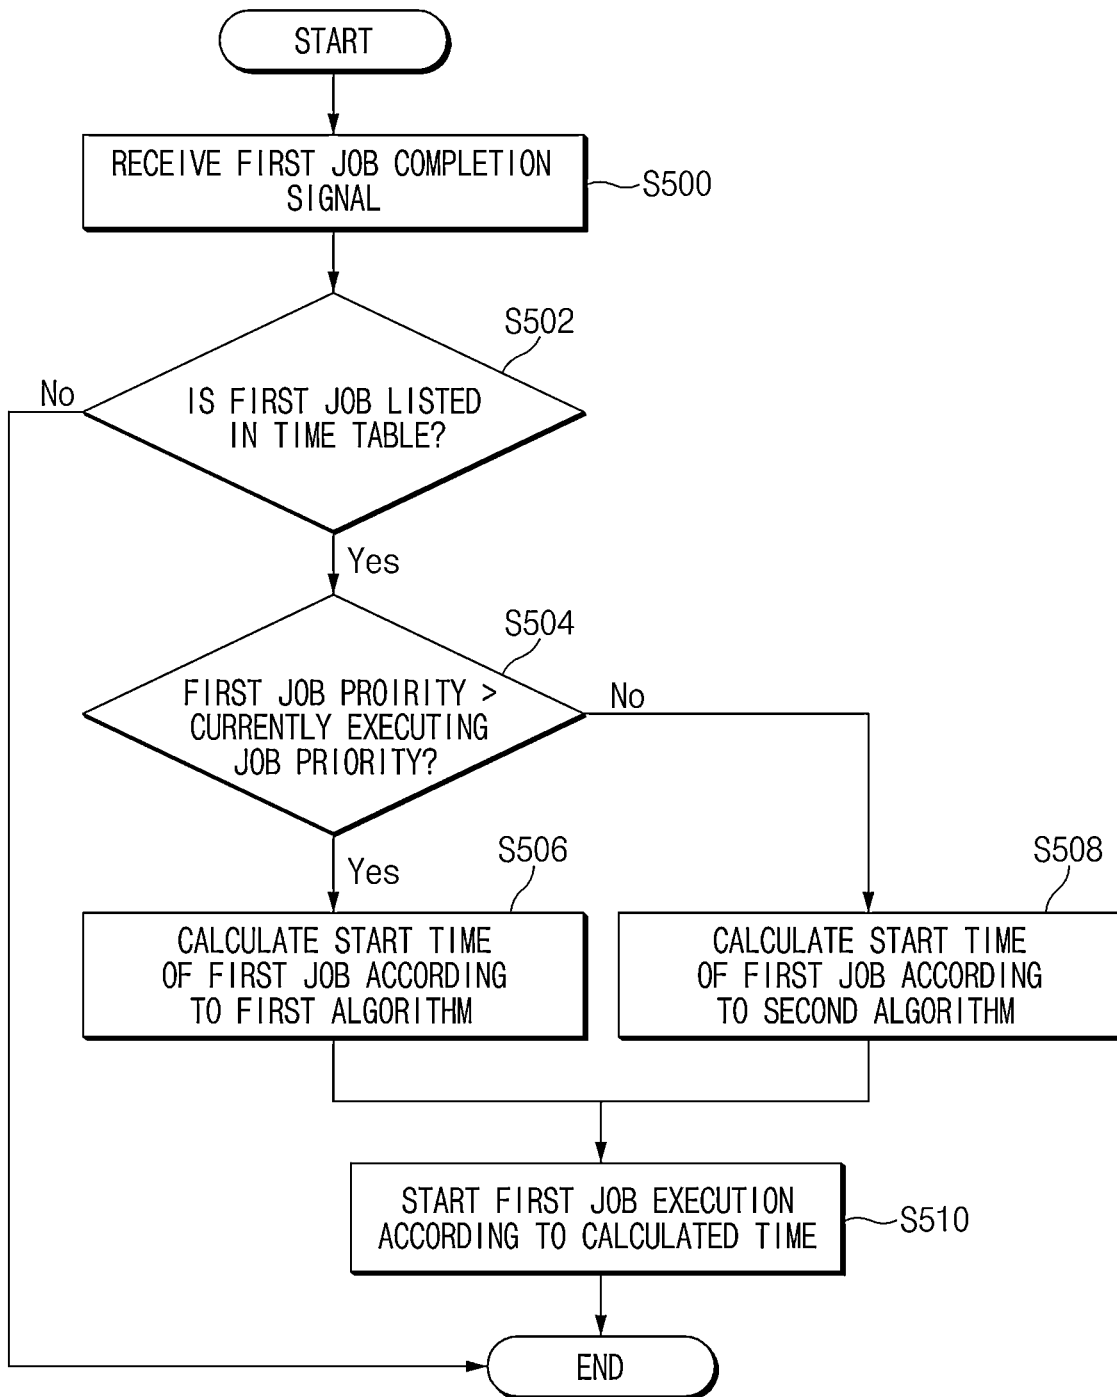 START
RECEIVE FIRST JOB COMPLETION
SIGNAL
S500
S502
No
IS FIRST JOB LISTED
IN TIME TABLE?
Yes
S504
FIRST JOB PROIRITY >
CURRENTLY EXECUTING
JOB PRIORITY?
No
Yes
S506
S508
CALCULATE START TIME
OF FIRST JOB ACCORDING
TO FIRST ALGORITHM
CALCULATE START TIME
OF FIRST JOB ACCORDING
TO SECOND ALGORITHM
START FIRST JOB EXECUTION
ACCORDING TO CALCULATED TIME
S510
END